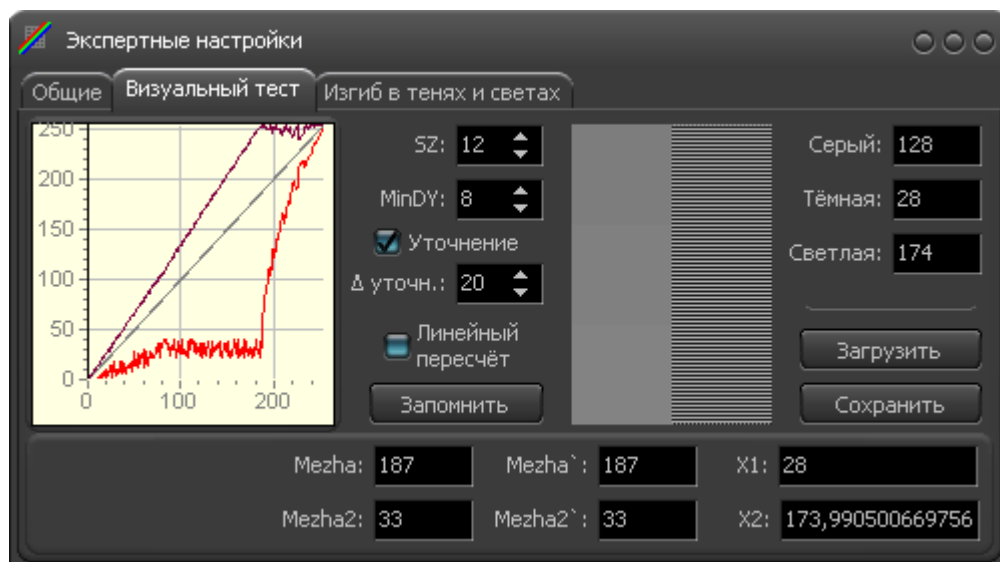 Экспертные настройки
Общие Визуальный тест Изгиб в тенях и светах
250
200
150
100
50
0
0 100 200
SZ: 12
MinDY: 8
Уточнение
Δ уточн.: 20
Линейный
пересчёт
Запомнить
Серый: 128
Тёмная: 28
Светлая: 174
Загрузить
Сохранить
Mezha: 187 Mezha`: 187 X1: 28
Mezha2: 33 Mezha2`: 33 X2: 173,990500669756